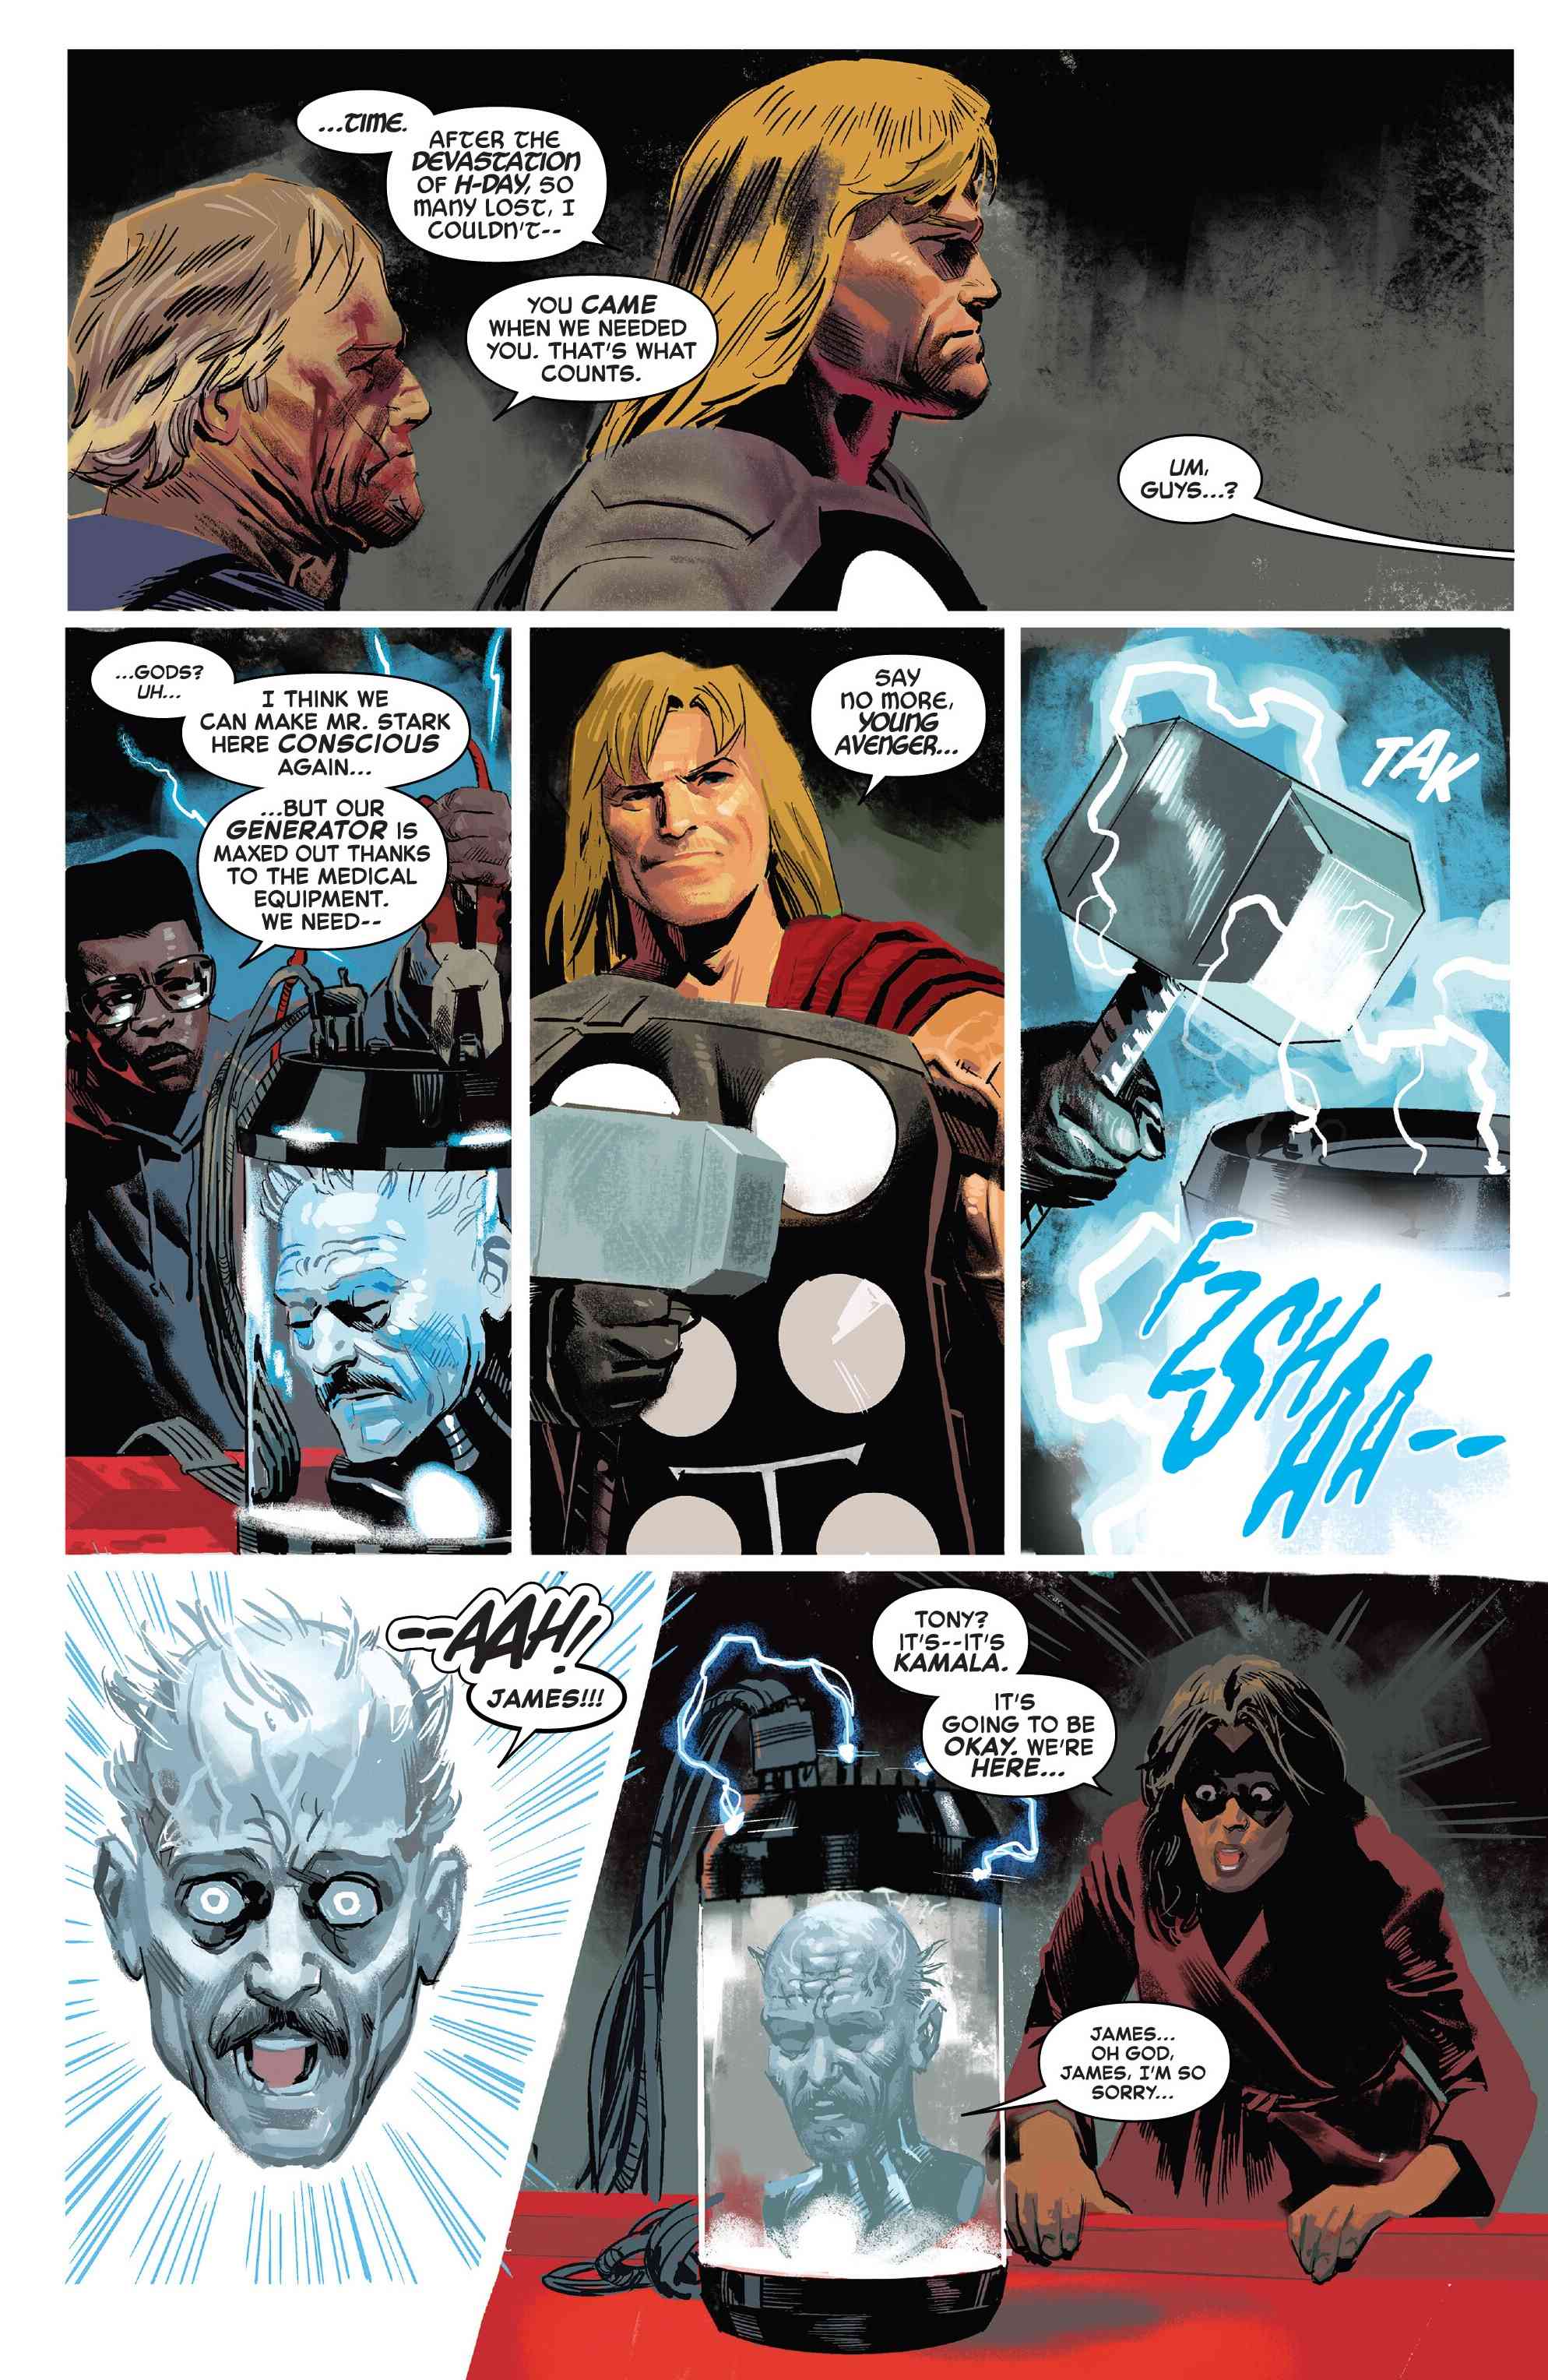 ...TIME.
AFTER THE
DEVASTATION
OF H-DAY, SO
MANY LOST, I
COULDN'T--
YOU CAME
WHEN WE NEEDED
YOU. THAT'S WHAT
COUNTS.
UM,
GUYS...?
...GODS?
UH...
I THINK WE
CAN MAKE MR. STARK
HERE CONSCIOUS
AGAIN...
...BUT OUR
GENERATOR IS
MAXED OUT THANKS
TO THE MEDICAL
EQUIPMENT.
WE NEED--
SAY
NO MORE,
YOUNG
AVENGER...
TAK
FZSHAAAA--
--AAH!
JAMES!!!
TONY?
IT'S--IT'S
KAMALA.
IT'S
GOING TO BE
OKAY. WE'RE
HERE...
JAMES...
OH GOD,
JAMES, I'M SO
SORRY...